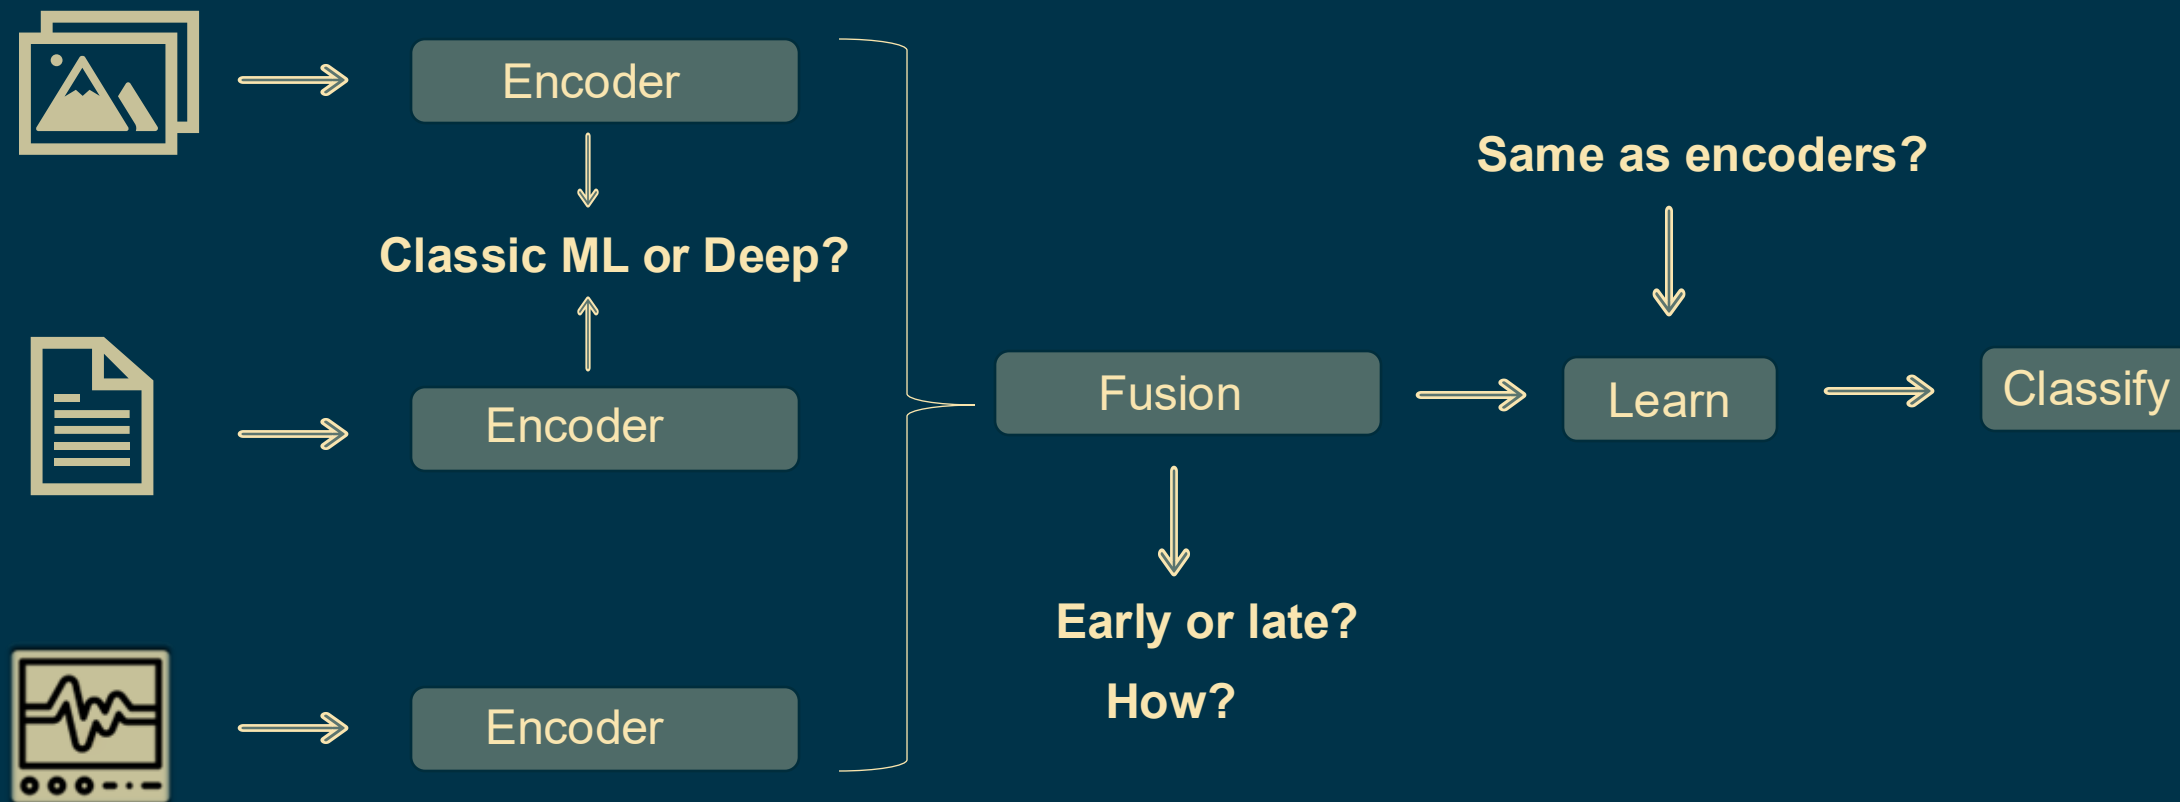 Encoder
Classic ML or Deep?
Encoder
Encoder
Fusion
Early or late?
How?
Same as encoders?
Learn
Classify